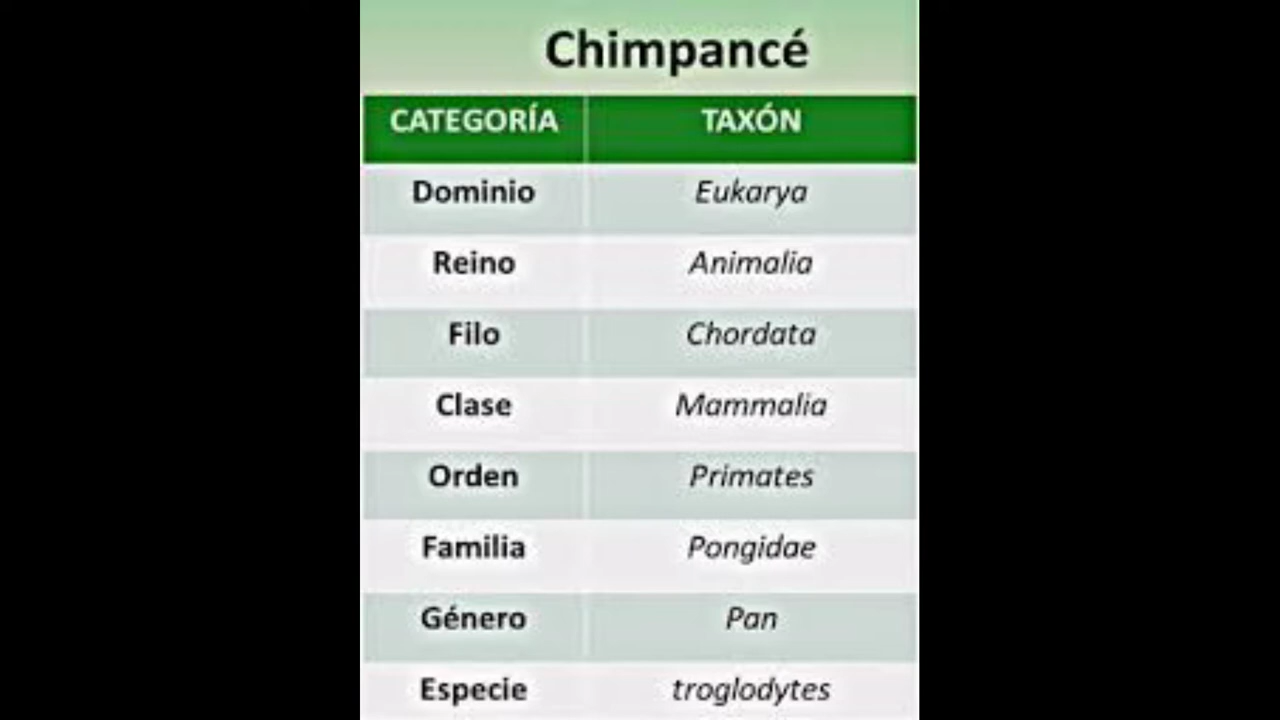 Chimpancé
CATEGORÍA TAXÓN
Dominio Eukarya
Reino Animalia
Filo Chordata
Clase Mammalia
Orden Primates
Familia Pongidae
Género Pan
Especie troglodytes